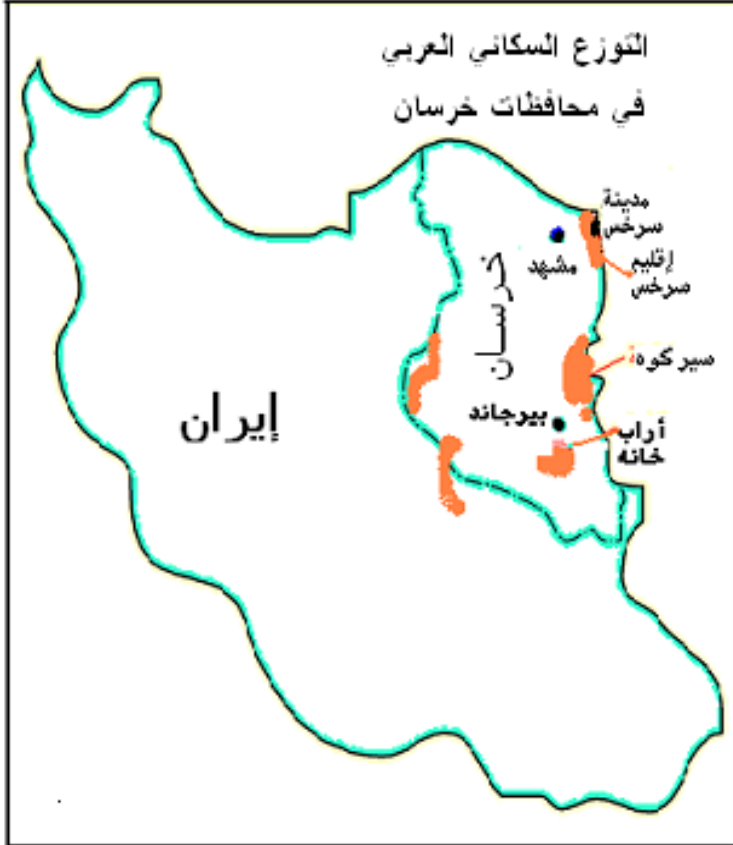 التوزع السكاني العربي
في محافظات خرسان
مدينة
سرخس
إقليم
سرخس
مشهد
خرسان
سيركوه
بيرجاند
أراب
خانه
إيران